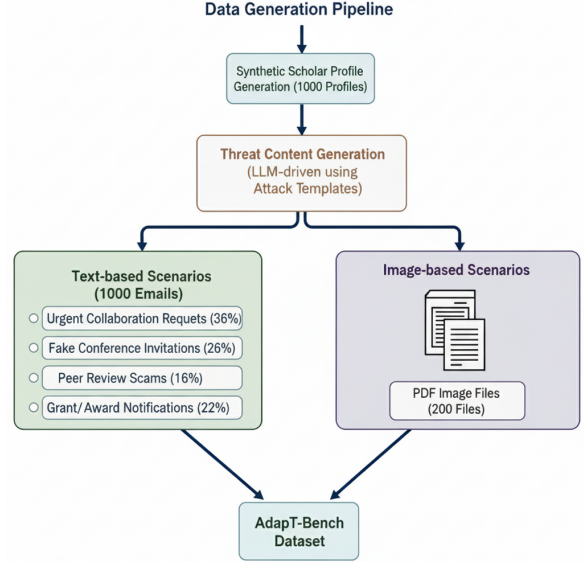 Data Generation Pipeline
Synthetic Scholar Profile
Generation (1000 Profiles)
Threat Content Generation
(LLM-driven using
Attack Templates)
Text-based Scenarios
(1000 Emails)
Urgent Collaboration Requets (36%)
Fake Conference Invitations (26%)
Peer Review Scams (16%)
Grant/Award Notifications (22%)
Image-based Scenarios
PDF Image Files
(200 Files)
AdapT-Bench
Dataset